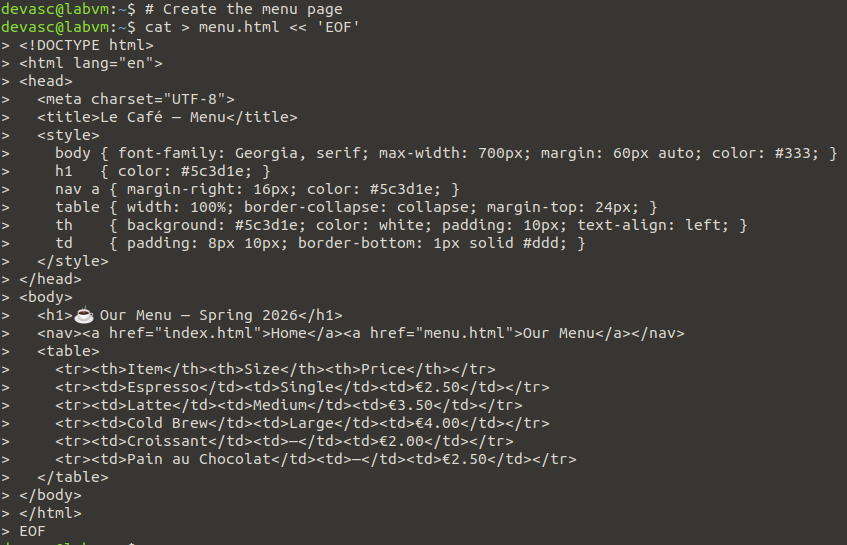 devasc@labvm:~$ # Create the menu page
devasc@labvm:~$ cat > menu.html << 'EOF'
> <!DOCTYPE html>
> <html lang="en">
> <head>
>   <meta charset="UTF-8">
>   <title>Le Café — Menu</title>
>   <style>
>     body { font-family: Georgia, serif; max-width: 700px; margin: 60px auto; color: #333; }
>     h1   { color: #5c3d1e; }
>     nav a { margin-right: 16px; color: #5c3d1e; }
>     table { width: 100%; border-collapse: collapse; margin-top: 24px; }
>     th    { background: #5c3d1e; color: white; padding: 10px; text-align: left; }
>     td    { padding: 8px 10px; border-bottom: 1px solid #ddd; }
>   </style>
> </head>
> <body>
>   <h1>☕ Our Menu — Spring 2026</h1>
>   <nav><a href="index.html">Home</a><a href="menu.html">Our Menu</a></nav>
>   <table>
>     <tr><th>Item</th><th>Size</th><th>Price</th></tr>
>     <tr><td>Espresso</td><td>Single</td><td>€2.50</td></tr>
>     <tr><td>Latte</td><td>Medium</td><td>€3.50</td></tr>
>     <tr><td>Cold Brew</td><td>Large</td><td>€4.00</td></tr>
>     <tr><td>Croissant</td><td>—</td><td>€2.00</td></tr>
>     <tr><td>Pain au Chocolat</td><td>—</td><td>€2.50</td></tr>
>   </table>
> </body>
> </html>
> EOF